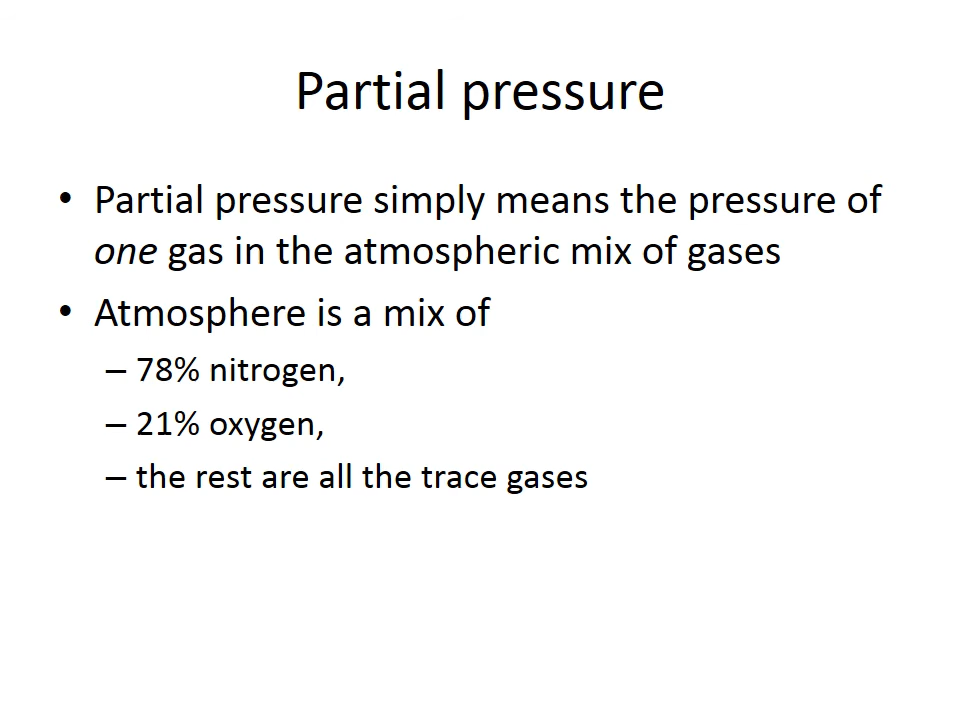 Partial pressure
• Partial pressure simply means the pressure of
one gas in the atmospheric mix of gases
• Atmosphere is a mix of
– 78% nitrogen,
– 21% oxygen,
– the rest are all the trace gases